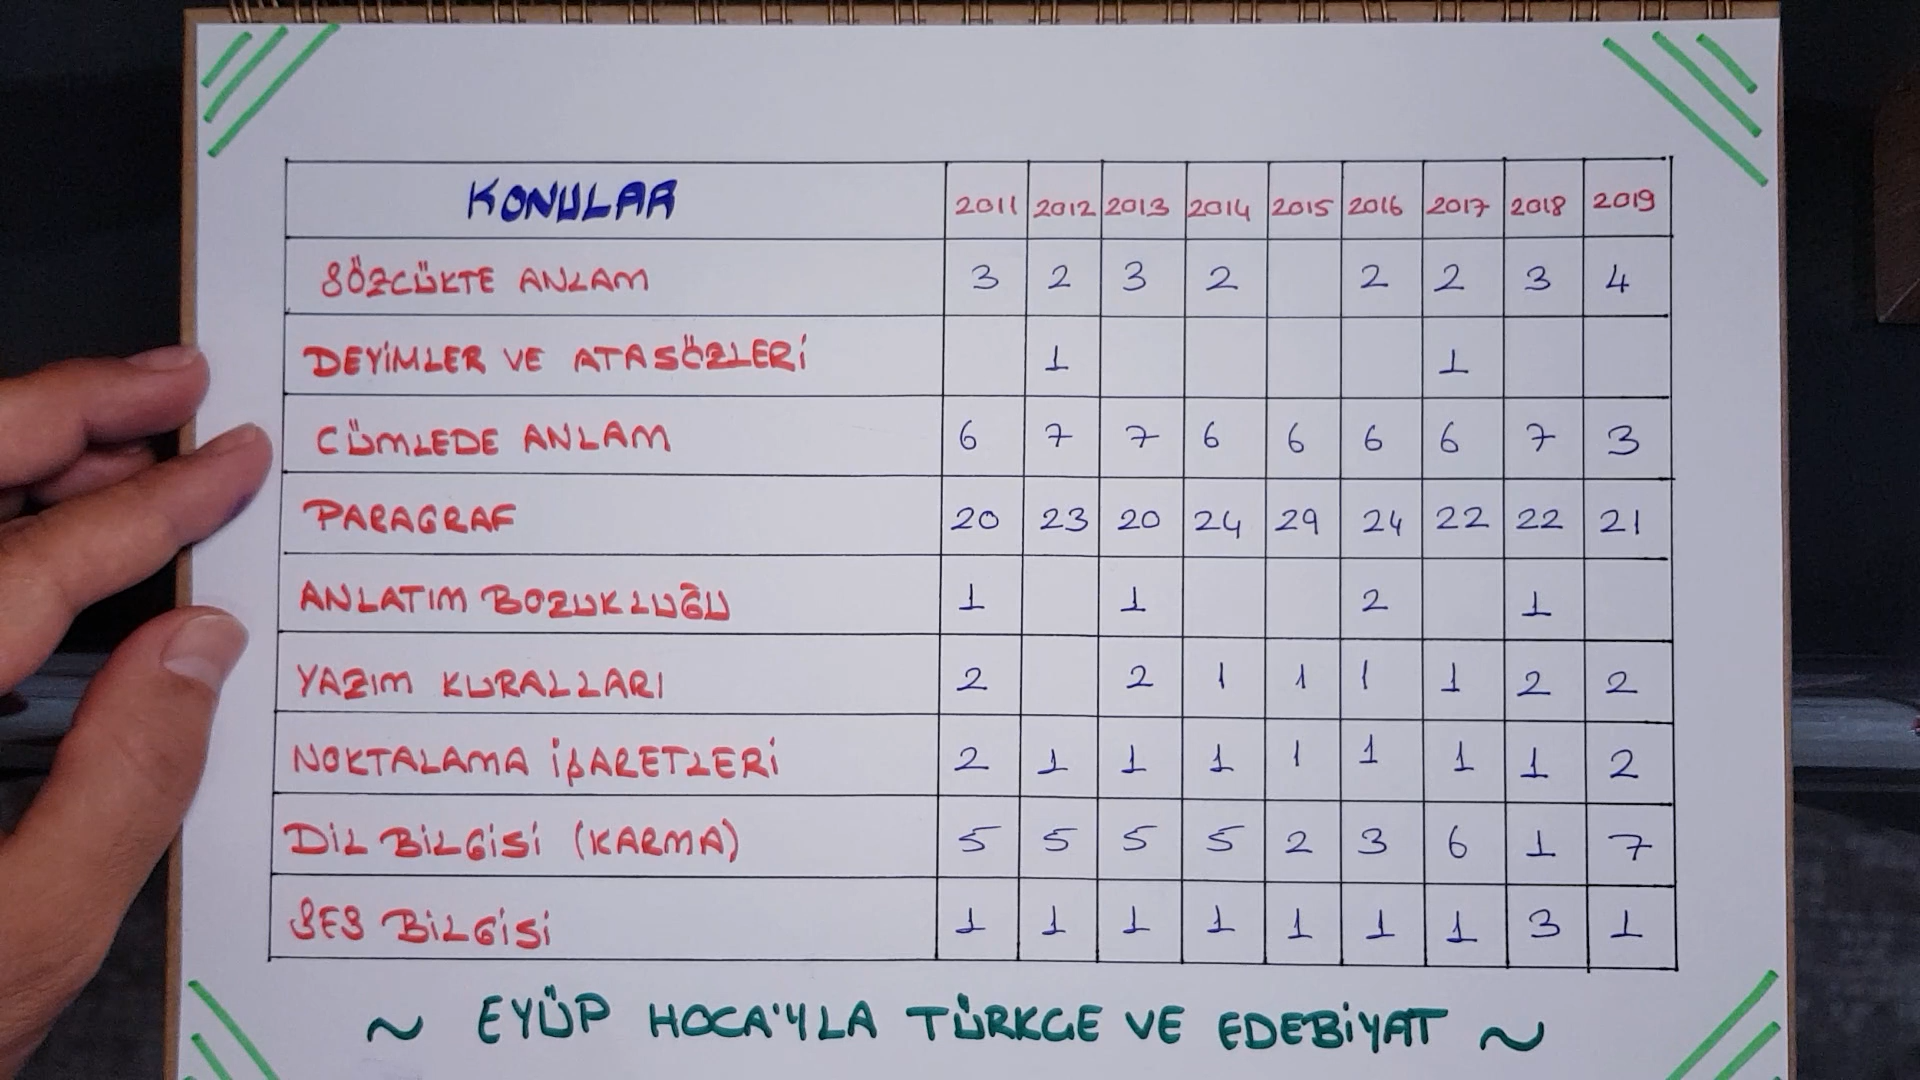 KONULAR 2011 2012 2013 2014 2015 2016 2017 2018 2019
SÖZCÜKTE ANLAM 3 2 3 2 2 2 3 4
DEYİMLER VE ATASÖZLERİ 1 1
CÜMLEDE ANLAM 6 7 7 6 6 6 6 7 3
PARAGRAF 20 23 20 24 29 24 22 22 21
ANLATIM BOZUKLUĞU 1 1 2 1
YAZIM KURALLARI 2 2 1 1 1 1 2 2
NOKTALAMA İŞARETLERİ 2 1 1 1 1 1 1 1 2
DİL BİLGİSİ (KARMA) 5 5 5 5 2 3 6 1 7
SES BİLGİSİ 1 1 1 1 1 1 1 3 1
~ EYÜP HOCA'YLA TÜRKCE VE EDEBİYAT ~